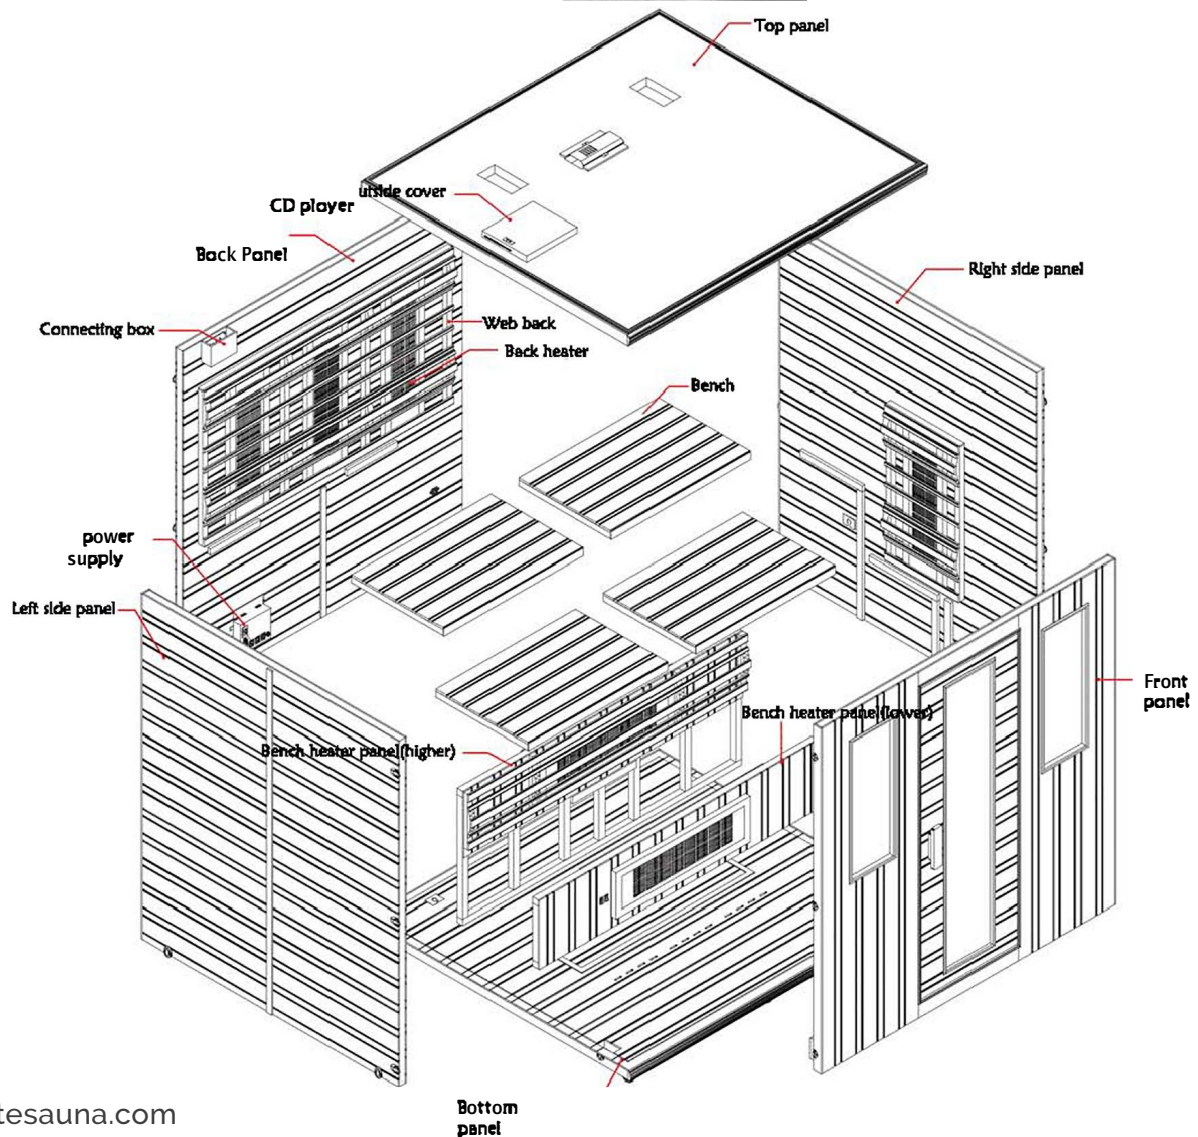 Top panel
utside cover
CD player
Back Panel
Right side panel
Connecting box
Web back
Back heater
Bench
power
supply
Left side panel
Front
panel
Bench heater panel(lower)
Bench heater panel(higher)
Bottom
panel
tesauna.com